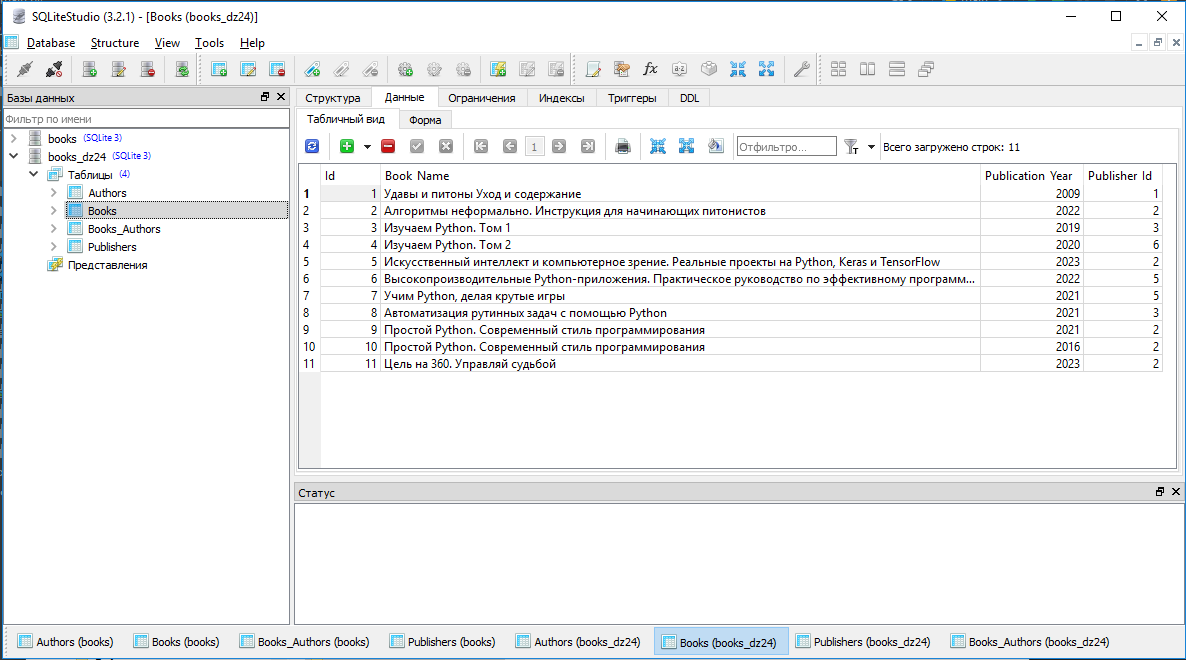 SQLiteStudio (3.2.1) - [Books (books_dz24)]
Database Structure View Tools Help
Базы данных
Фильтр по имени
books (SQLite 3)
books_dz24 (SQLite 3)
Таблицы (4)
Authors
Books
Books_Authors
Publishers
Представления
Структура Данные Ограничения Индексы Триггеры DDL
Табличный вид Форма
1 Отфильтро... Всего загружено строк: 11
Id Book Name Publication Year Publisher Id
1 1 Удавы и питоны Уход и содержание 2009 1
2 2 Алгоритмы неформально. Инструкция для начинающих питонистов 2022 2
3 3 Изучаем Python. Том 1 2019 3
4 4 Изучаем Python. Том 2 2020 6
5 5 Искусственный интеллект и компьютерное зрение. Реальные проекты на Python, Keras и TensorFlow 2023 2
6 6 Высокопроизводительные Python-приложения. Практическое руководство по эффективному программ... 2022 5
7 7 Учим Python, делая крутые игры 2021 5
8 8 Автоматизация рутинных задач с помощью Python 2021 3
9 9 Простой Python. Современный стиль программирования 2021 2
10 10 Простой Python. Современный стиль программирования 2016 2
11 11 Цель на 360. Управляй судьбой 2023 2
Статус
Authors (books) Books (books) Books_Authors (books) Publishers (books) Authors (books_dz24) Books (books_dz24) Publishers (books_dz24) Books_Authors (books_dz24)